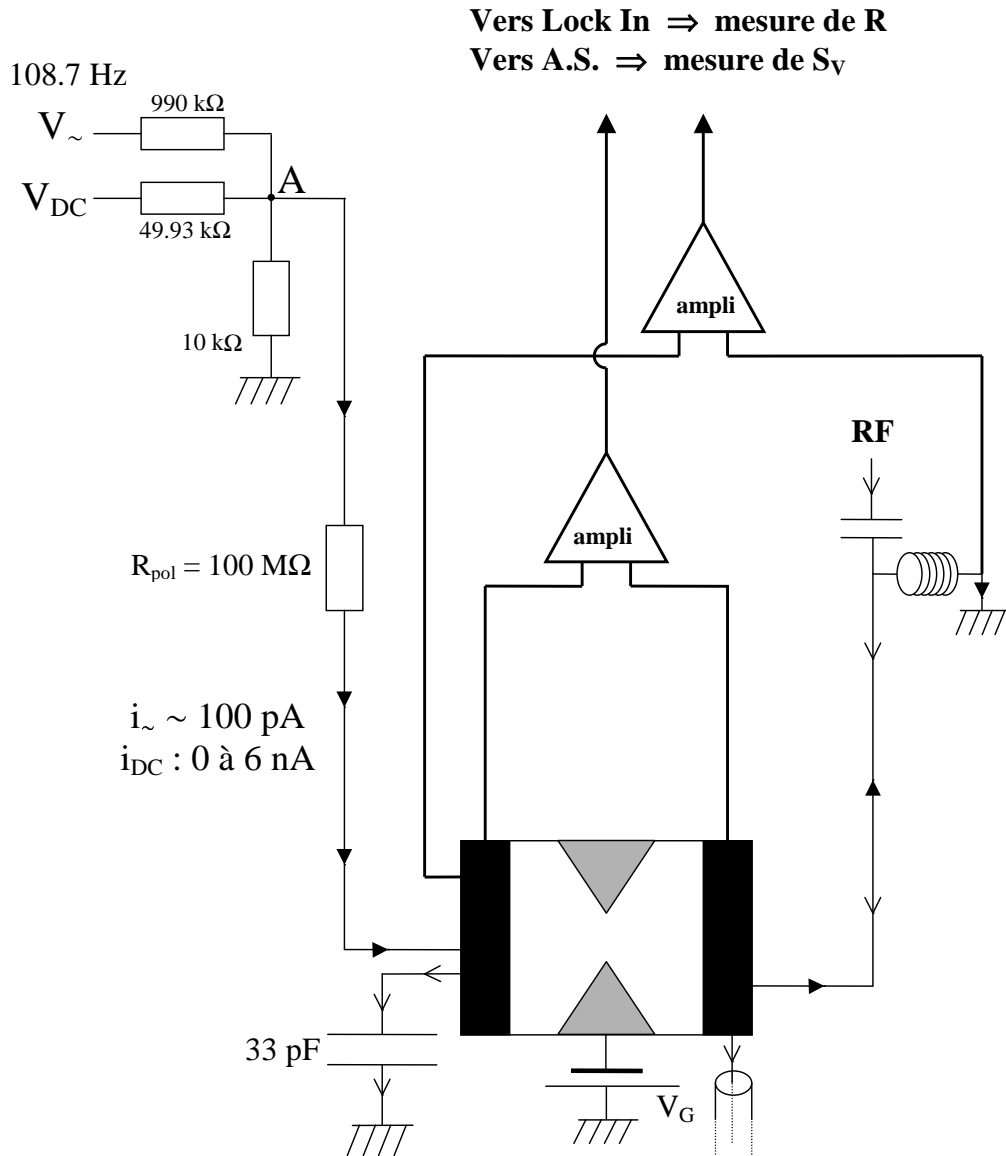 Vers Lock In ⇒ mesure de R
Vers A.S. ⇒ mesure de S_V
108.7 Hz
990 kΩ
V~
A
V_DC
49.93 kΩ
10 kΩ
ampli
RF
ampli
R_pol = 100 MΩ
i~ ~ 100 pA
i_DC : 0 à 6 nA
33 pF
V_G